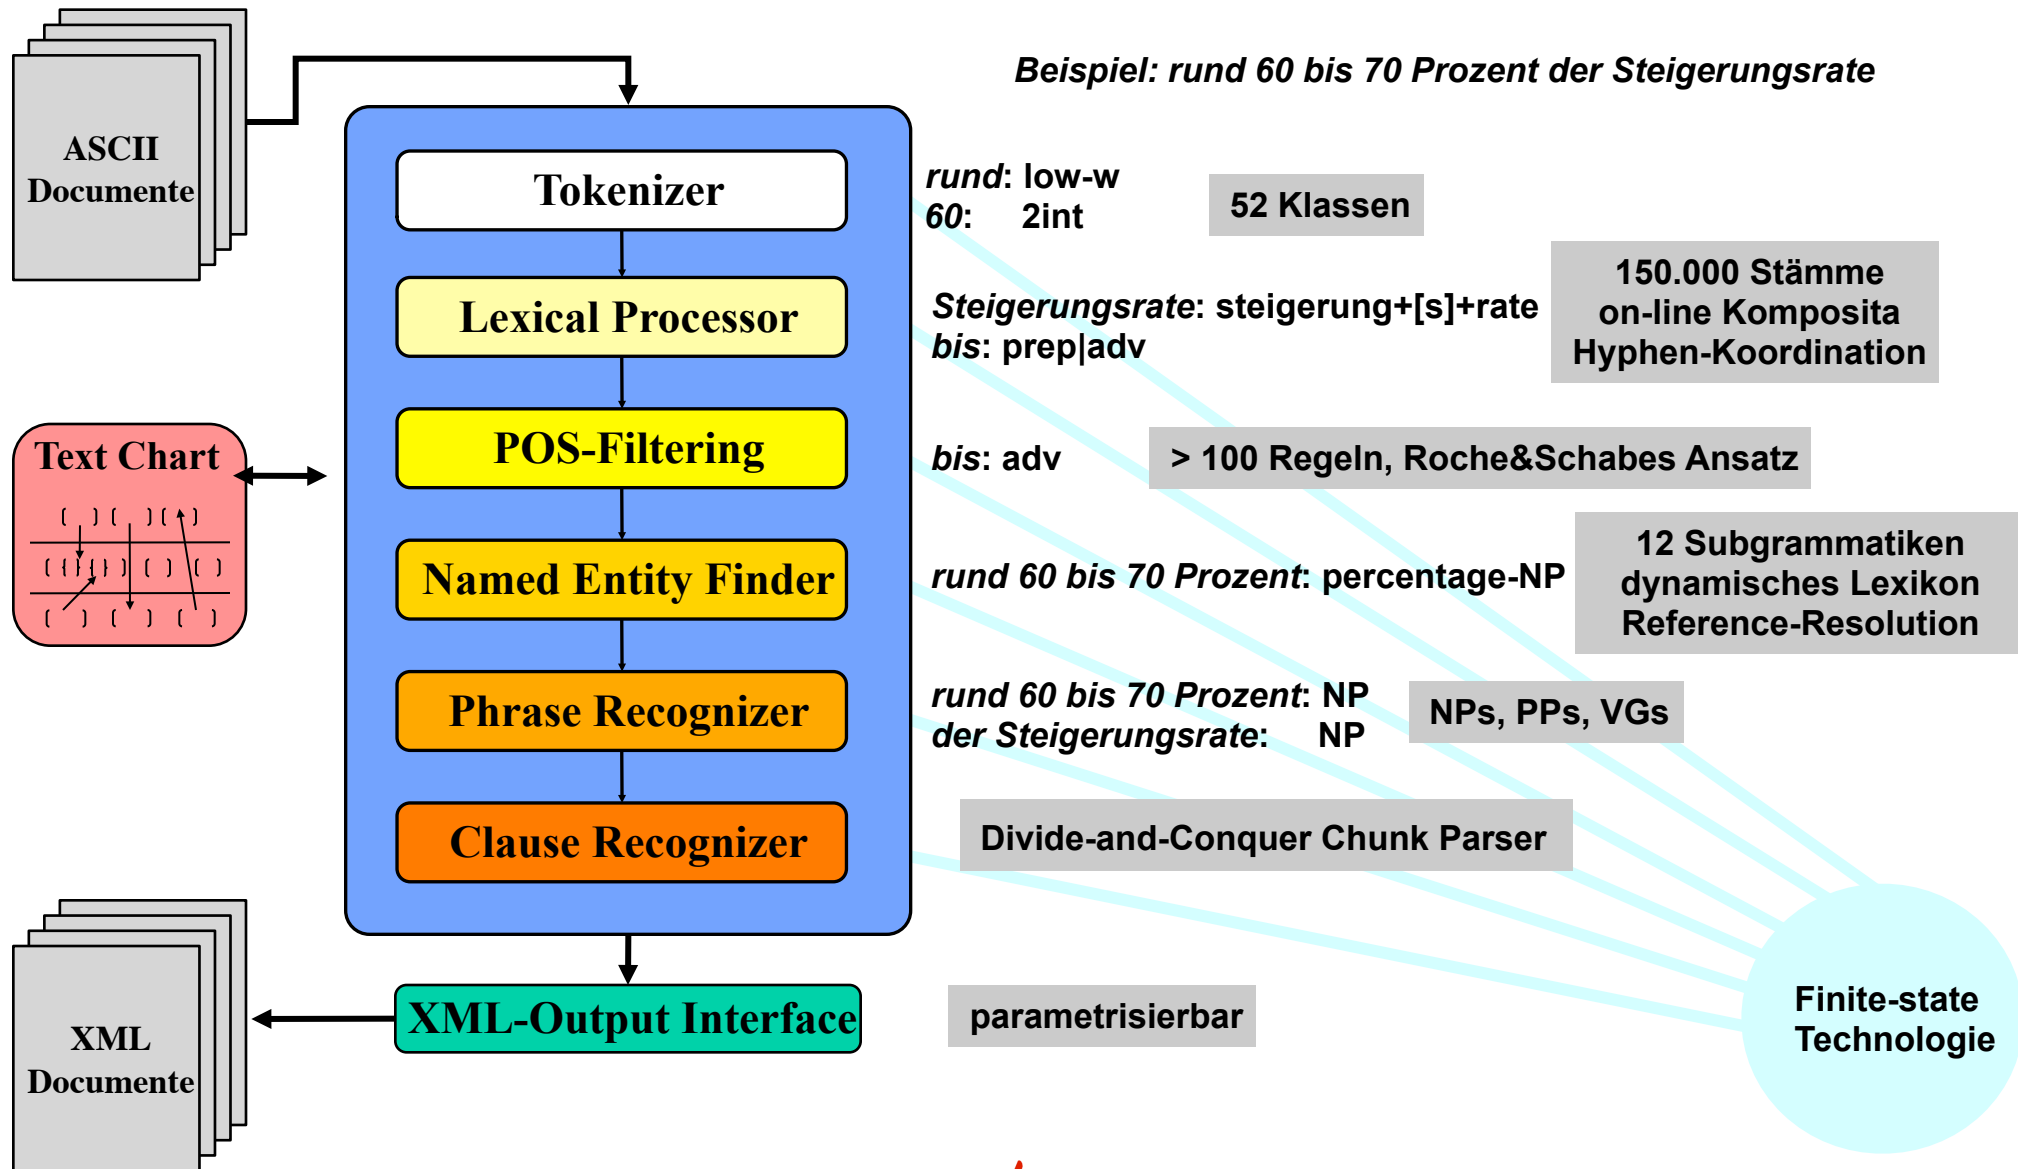 Beispiel: rund 60 bis 70 Prozent der Steigerungsrate
ASCII
Documente
Tokenizer
rund: low-w
60: 2int
52 Klassen
Lexical Processor
Steigerungsrate: steigerung+[s]+rate
bis: prep|adv
150.000 Stämme
on-line Komposita
Hyphen-Koordination
Text Chart
POS-Filtering
bis: adv
> 100 Regeln, Roche&Schabes Ansatz
Named Entity Finder
rund 60 bis 70 Prozent: percentage-NP
12 Subgrammatiken
dynamisches Lexikon
Reference-Resolution
Phrase Recognizer
rund 60 bis 70 Prozent: NP
der Steigerungsrate: NP
NPs, PPs, VGs
Clause Recognizer
Divide-and-Conquer Chunk Parser
XML-Output Interface
parametrisierbar
XML
Documente
Finite-state
Technologie